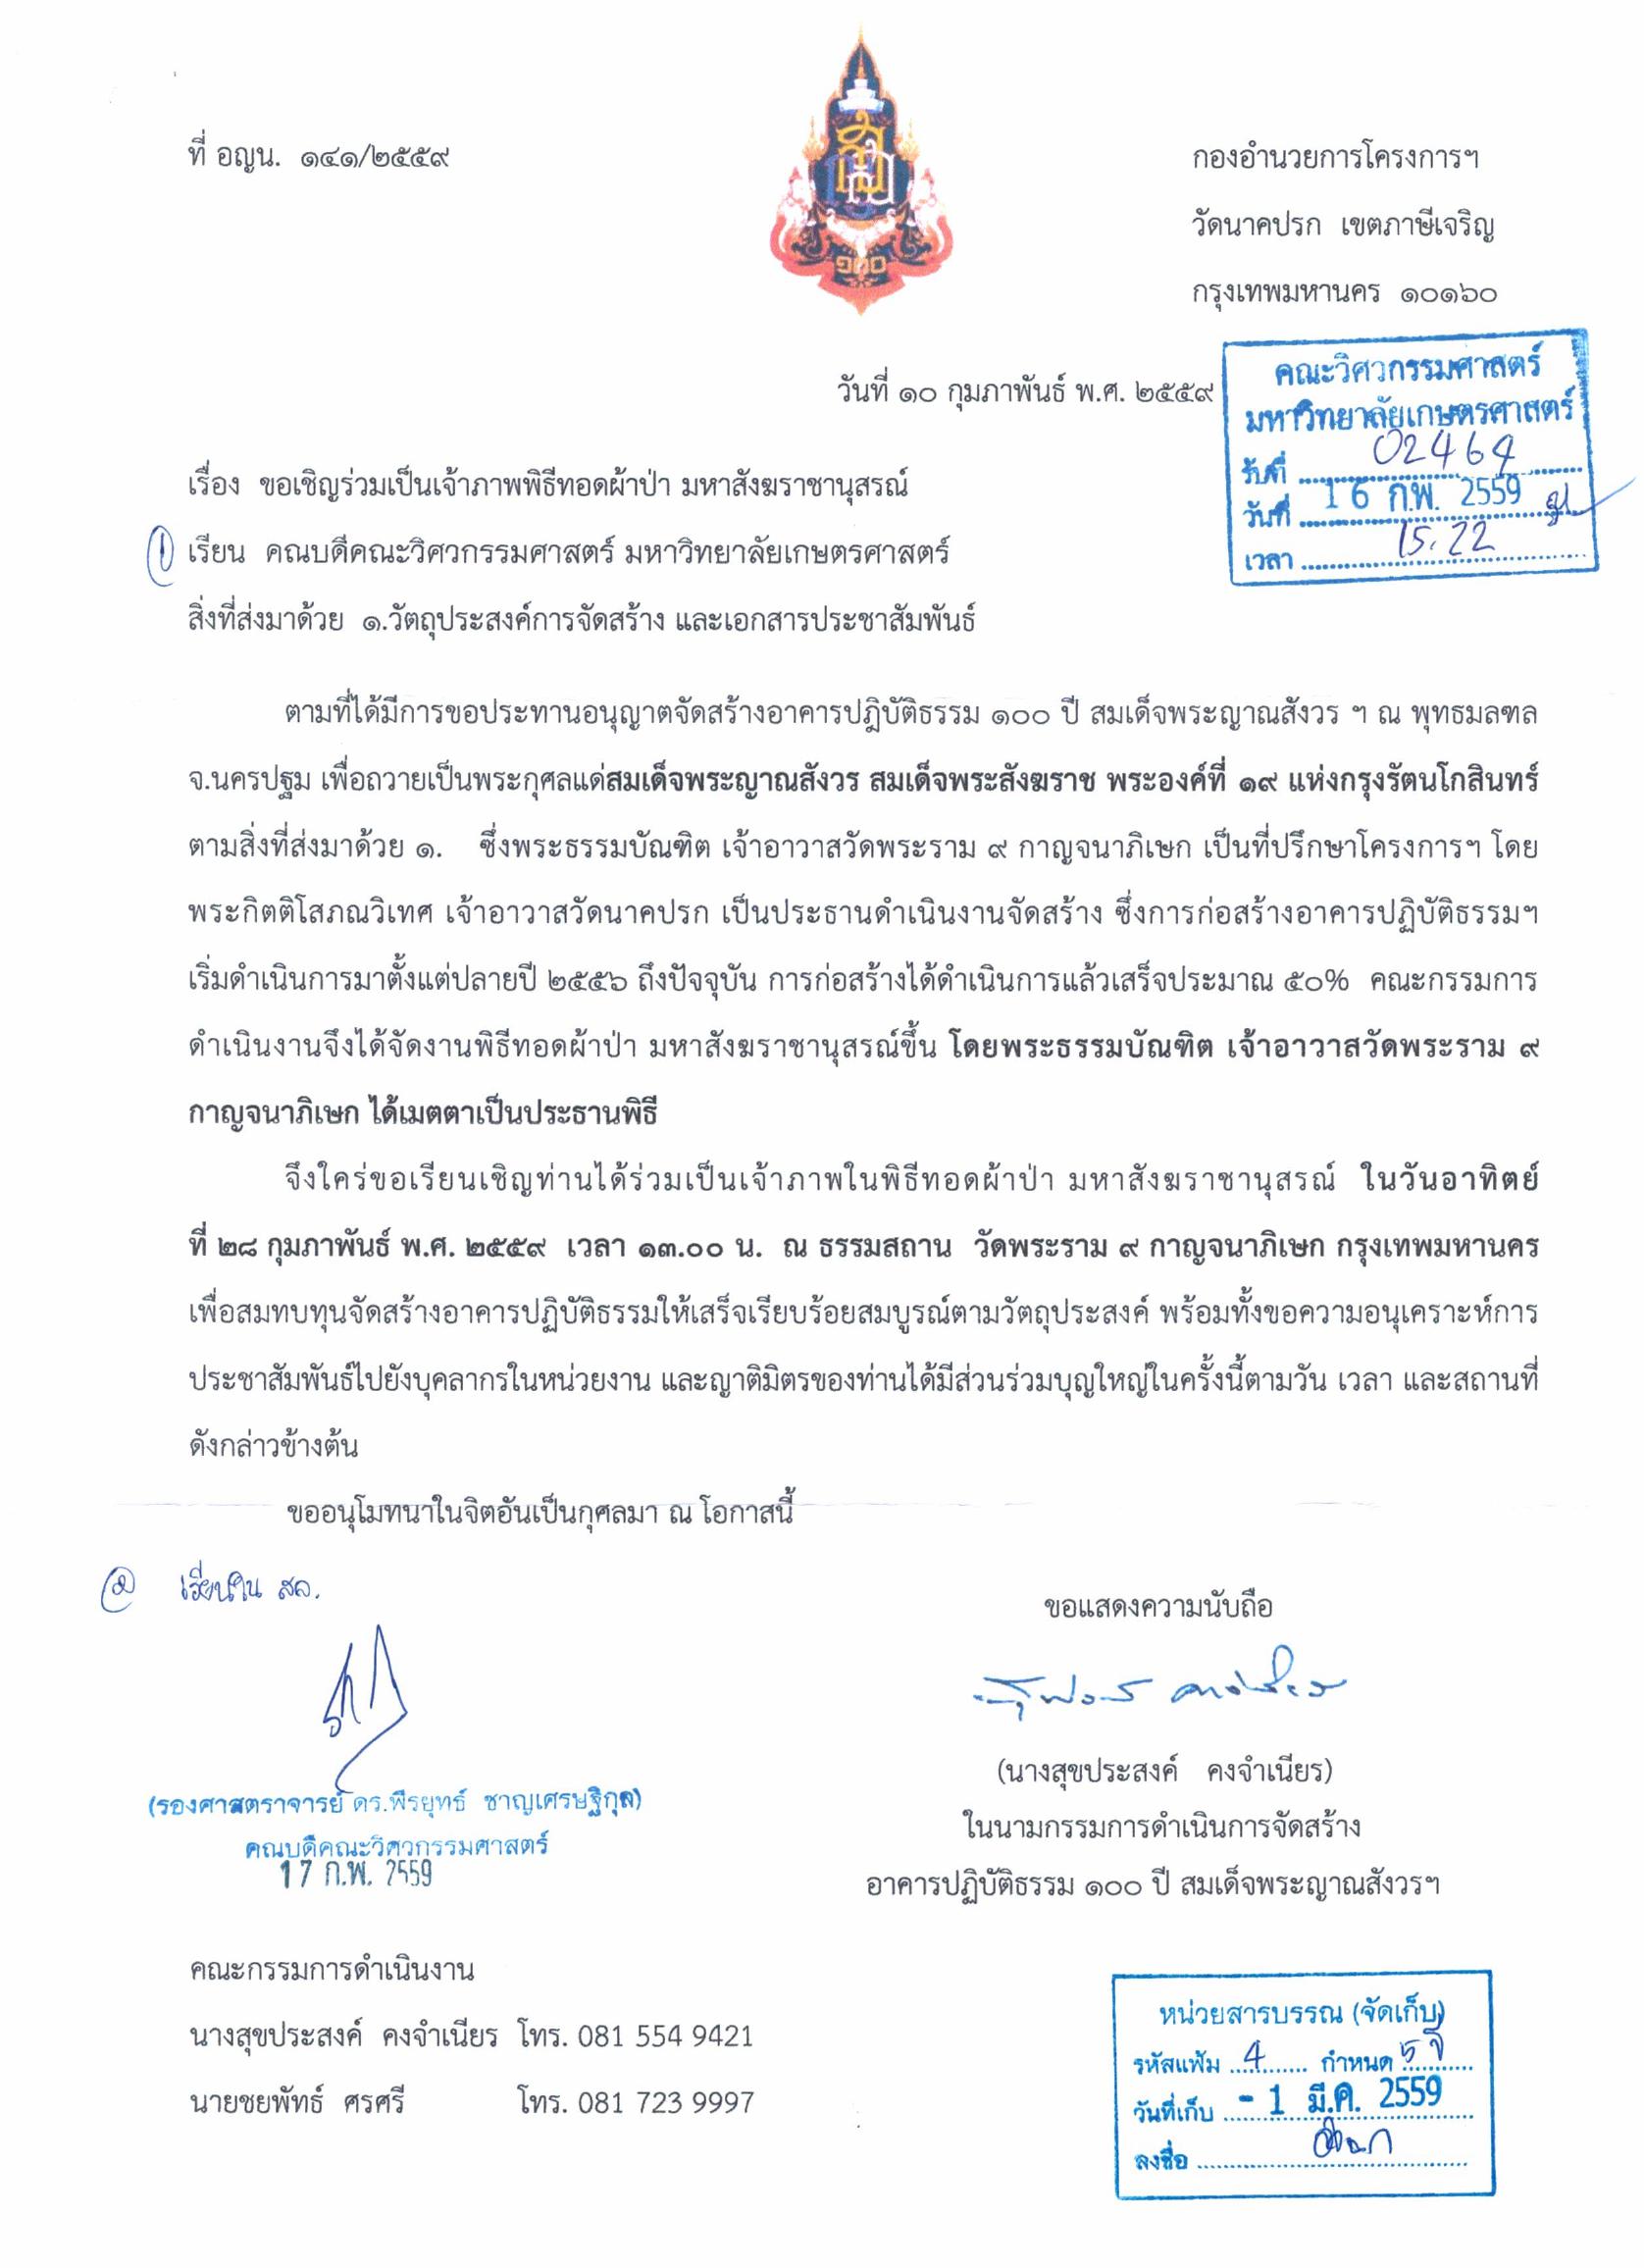 ที่ อญน. ๑๔๑/๒๕๕๙
กองอำนวยการโครงการฯ
วัดนาคปรก เขตภาษีเจริญ
กรุงเทพมหานคร ๑๐๑๖๐
๑๐๐
วันที่ ๑๐ กุมภาพันธ์ พ.ศ. ๒๕๕๙
คณะวิศวกรรมศาสตร์
มหาวิทยาลัยเกษตรศาสตร์
รับที่ 02464
วันที่ 16 ก.พ. 2559
เวลา 15.22
เรื่อง ขอเชิญร่วมเป็นเจ้าภาพพิธีทอดผ้าป่า มหาสังฆราชานุสรณ์
๑ เรียน คณบดีคณะวิศวกรรมศาสตร์ มหาวิทยาลัยเกษตรศาสตร์
สิ่งที่ส่งมาด้วย ๑.วัตถุประสงค์การจัดสร้าง และเอกสารประชาสัมพันธ์
ตามที่ได้มีการขอประทานอนุญาตจัดสร้างอาคารปฎิบัติธรรม ๑๐๐ ปี สมเด็จพระญาณสังวร ฯ ณ พุทธมลฑล
จ.นครปฐม เพื่อถวายเป็นพระกุศลแด่สมเด็จพระญาณสังวร สมเด็จพระสังฆราช พระองค์ที่ ๑๙ แห่งกรุงรัตนโกสินทร์
ตามสิ่งที่ส่งมาด้วย ๑. ซึ่งพระธรรมบัณฑิต เจ้าอาวาสวัดพระราม ๙ กาญจนาภิเษก เป็นที่ปรึกษาโครงการฯ โดย
พระกิตติโสภณวิเทศ เจ้าอาวาสวัดนาคปรก เป็นประธานดำเนินงานจัดสร้าง ซึ่งการก่อสร้างอาคารปฏิบัติธรรมฯ
เริ่มดำเนินการมาตั้งแต่ปลายปี ๒๕๕๖ ถึงปัจจุบัน การก่อสร้างได้ดำเนินการแล้วเสร็จประมาณ ๕๐% คณะกรรมการ
ดำเนินงานจึงได้จัดงานพิธีทอดผ้าป่า มหาสังฆราชานุสรณ์ขึ้น โดยพระธรรมบัณฑิต เจ้าอาวาสวัดพระราม ๙
กาญจนาภิเษก ได้เมตตาเป็นประธานพิธี
จึงใคร่ขอเรียนเชิญท่านได้ร่วมเป็นเจ้าภาพในพิธีทอดผ้าป่า มหาสังฆราชานุสรณ์ ในวันอาทิตย์
ที่ ๒๘ กุมภาพันธ์ พ.ศ. ๒๕๕๙ เวลา ๑๓.๐๐ น. ณ ธรรมสถาน วัดพระราม ๙ กาญจนาภิเษก กรุงเทพมหานคร
เพื่อสมทบทุนจัดสร้างอาคารปฏิบัติธรรมให้เสร็จเรียบร้อยสมบูรณ์ตามวัตถุประสงค์ พร้อมทั้งขอความอนุเคราะห์การ
ประชาสัมพันธ์ไปยังบุคลากรในหน่วยงาน และญาติมิตรของท่านได้มีส่วนร่วมบุญใหญ่ในครั้งนี้ตามวัน เวลา และสถานที่
ดังกล่าวข้างต้น
ขออนุโมทนาในจิตอันเป็นกุศลมา ณ โอกาสนี้
๒
ขอแสดงความนับถือ
(นางสุขประสงค์ คงจำเนียร)
ในนามกรรมการดำเนินการจัดสร้าง
อาคารปฏิบัติธรรม ๑๐๐ ปี สมเด็จพระญาณสังวรฯ
(รองศาสตราจารย์ ดร.พีรยุทธ์ ชาญเศรษฐิกุล)
คณบดีคณะวิศวกรรมศาสตร์
17 ก.พ. 2559
คณะกรรมการดำเนินงาน
นางสุขประสงค์ คงจำเนียร โทร. 081 554 9421
นายชยพัทธ์ ศรศรี โทร. 081 723 9997
หน่วยสารบรรณ (จัดเก็บ)
รหัสแฟ้ม 4 กำหนด ๖ ปี
วันที่เก็บ - 1 มี.ค. 2559
ลงชื่อ